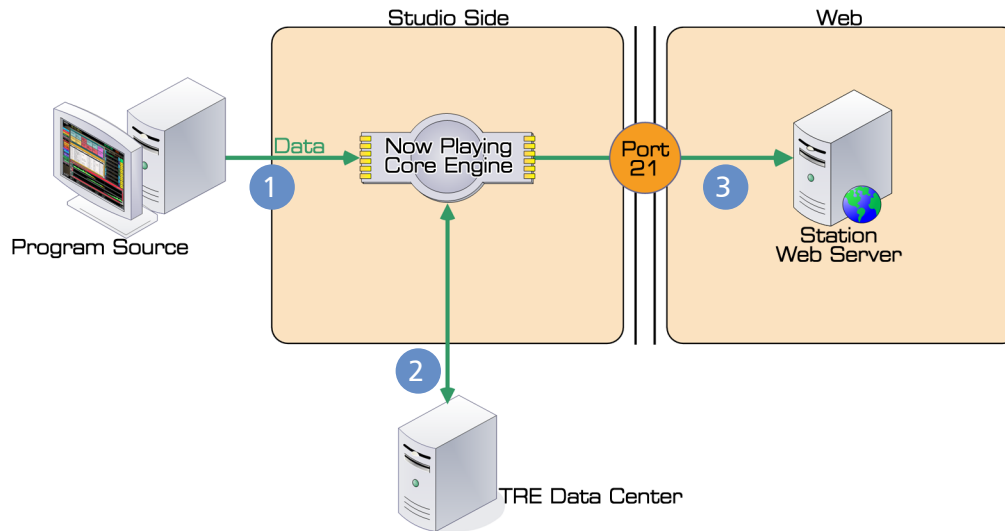 Studio Side
Web
Data
Now Playing
Core Engine
Port
21
1
3
Program Source
Station
Web Server
2
TRE Data Center